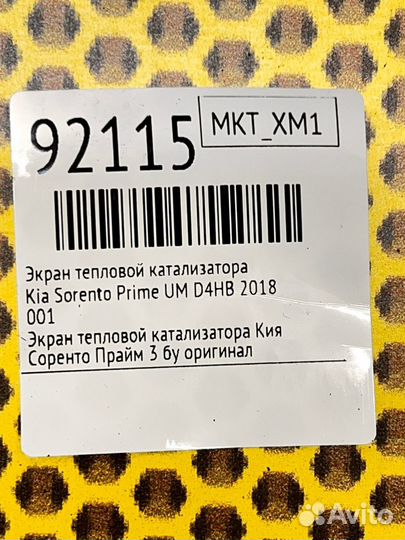 92115
MKT_XM1
Экран тепловой катализатора
Kia Sorento Prime UM D4HB 2018
001
Экран тепловой катализатора Кия
Соренто Прайм 3 бу оригинал
Avito